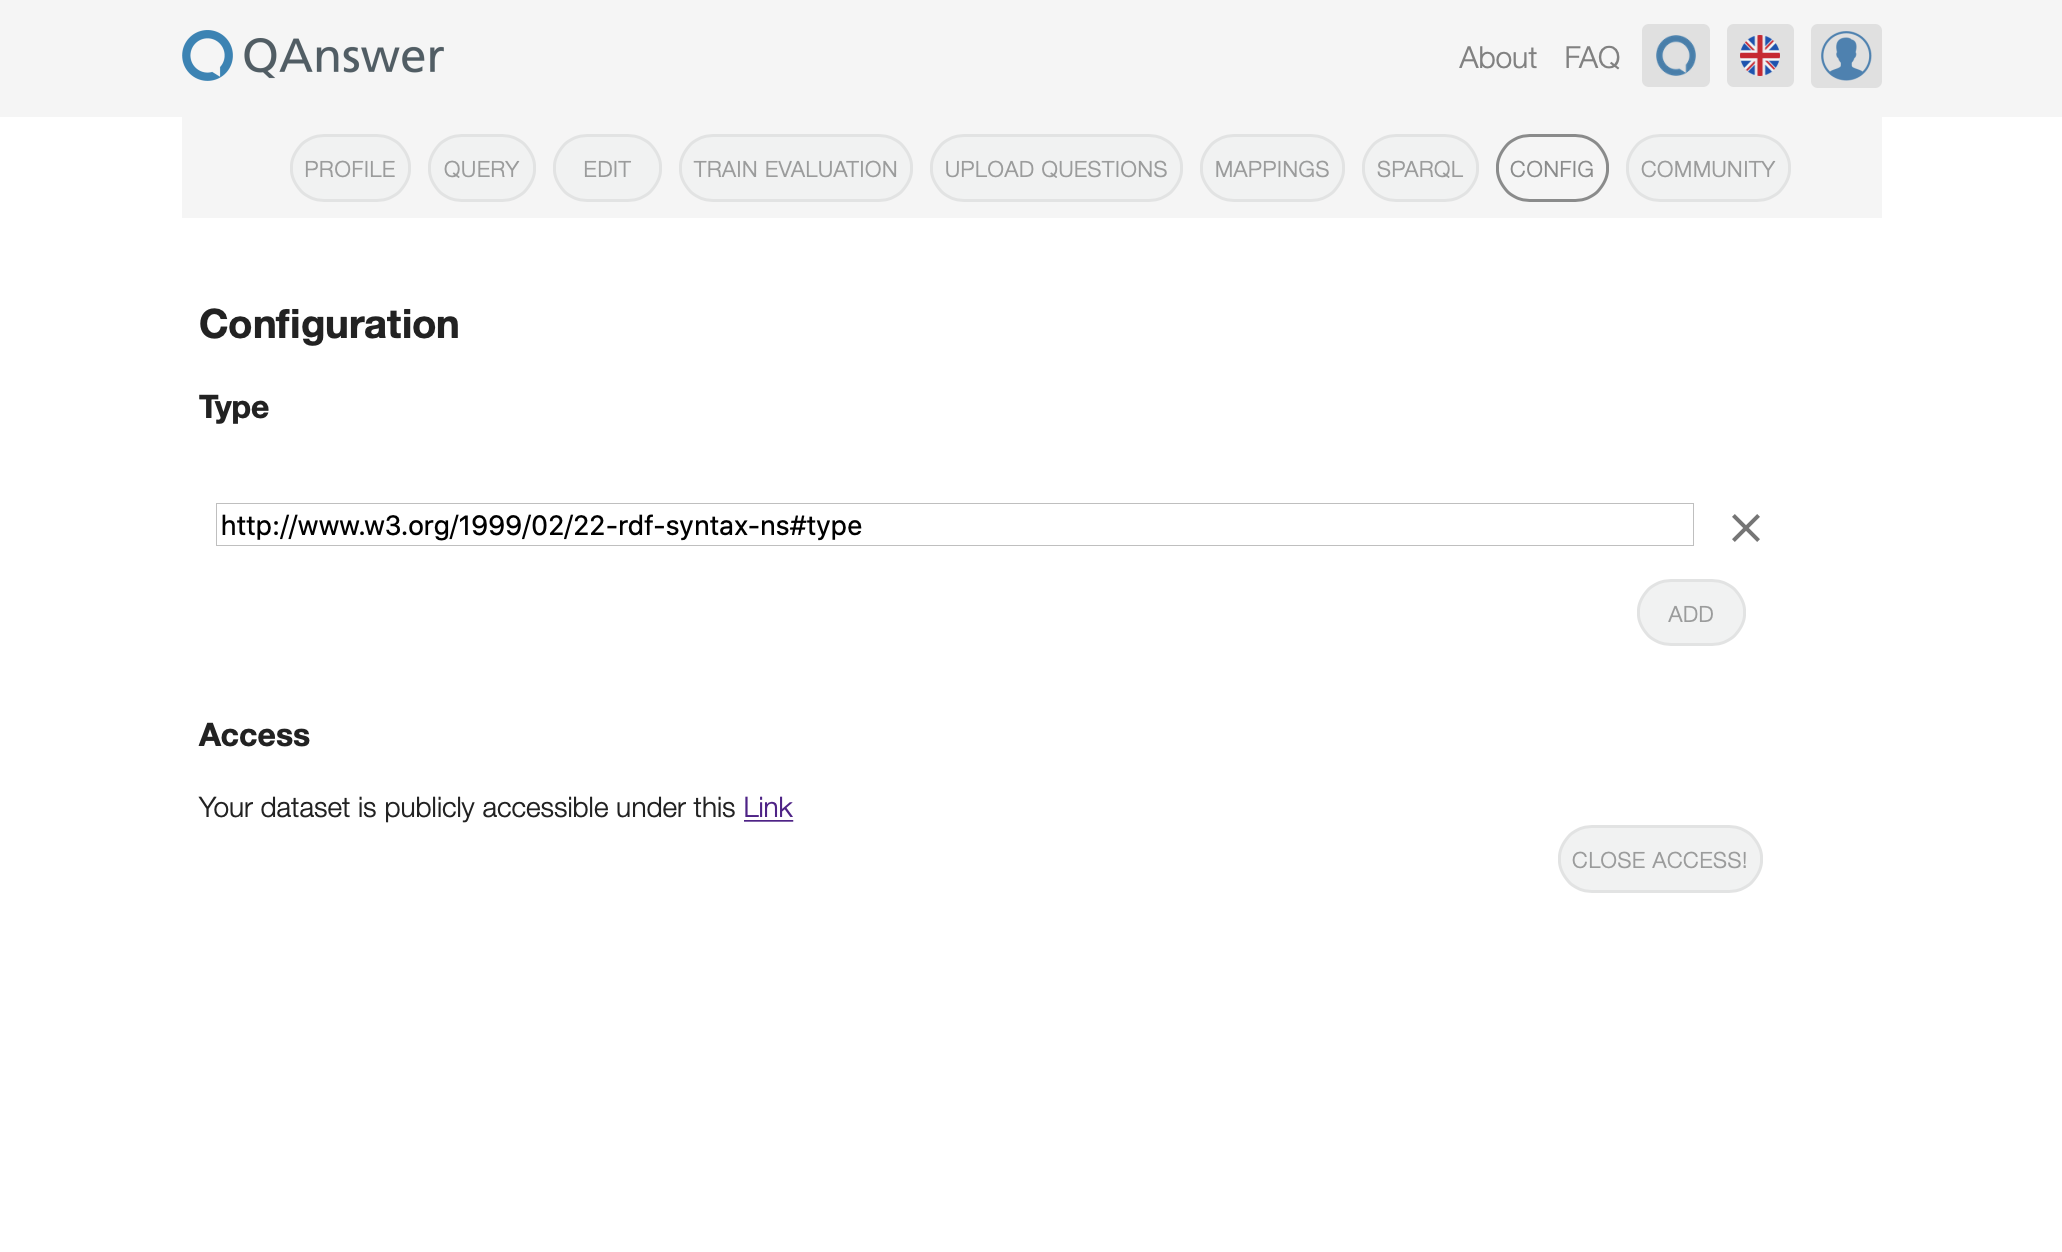 QAnswer About FAQ
PROFILE QUERY EDIT TRAIN EVALUATION UPLOAD QUESTIONS MAPPINGS SPARQL CONFIG COMMUNITY
Configuration
Type
http://www.w3.org/1999/02/22-rdf-syntax-ns#type
ADD
Access
Your dataset is publicly accessible under this Link
CLOSE ACCESS!